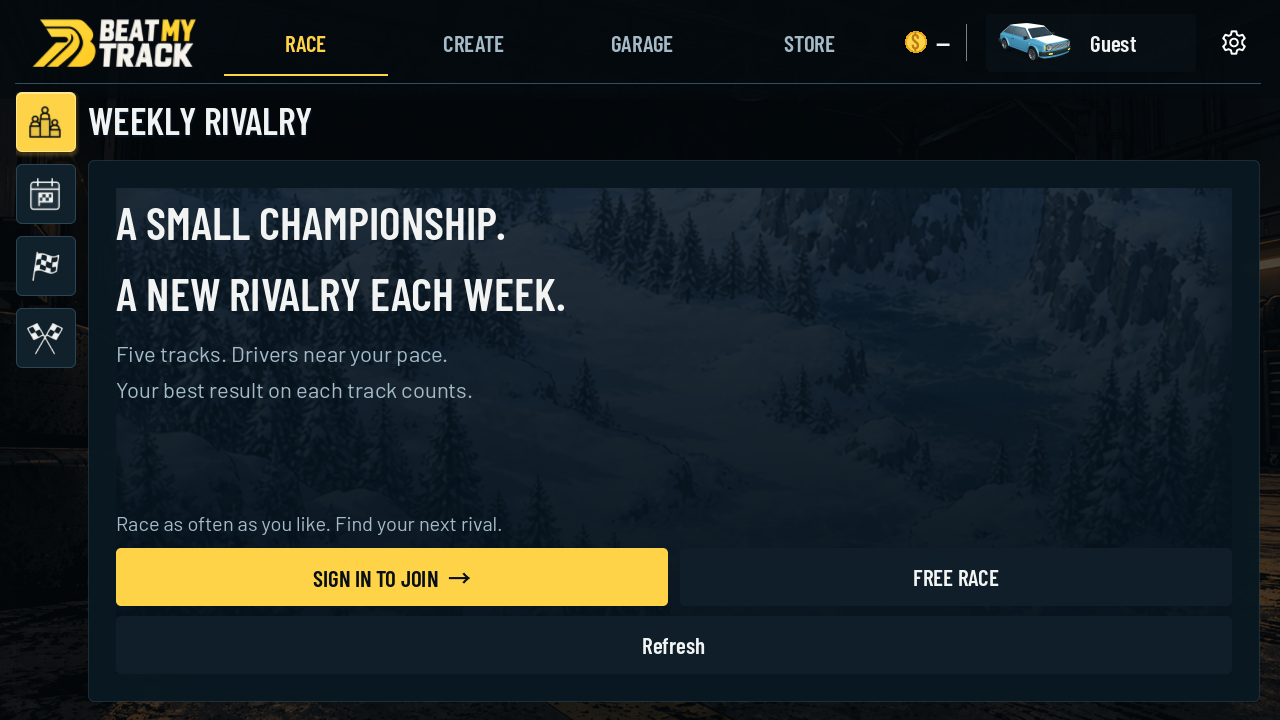 BEATMY
TRACK
RACE
CREATE
GARAGE
STORE
–
Guest
WEEKLY RIVALRY
A SMALL CHAMPIONSHIP.
A NEW RIVALRY EACH WEEK.
Five tracks. Drivers near your pace.
Your best result on each track counts.
Race as often as you like. Find your next rival.
SIGN IN TO JOIN →
FREE RACE
Refresh